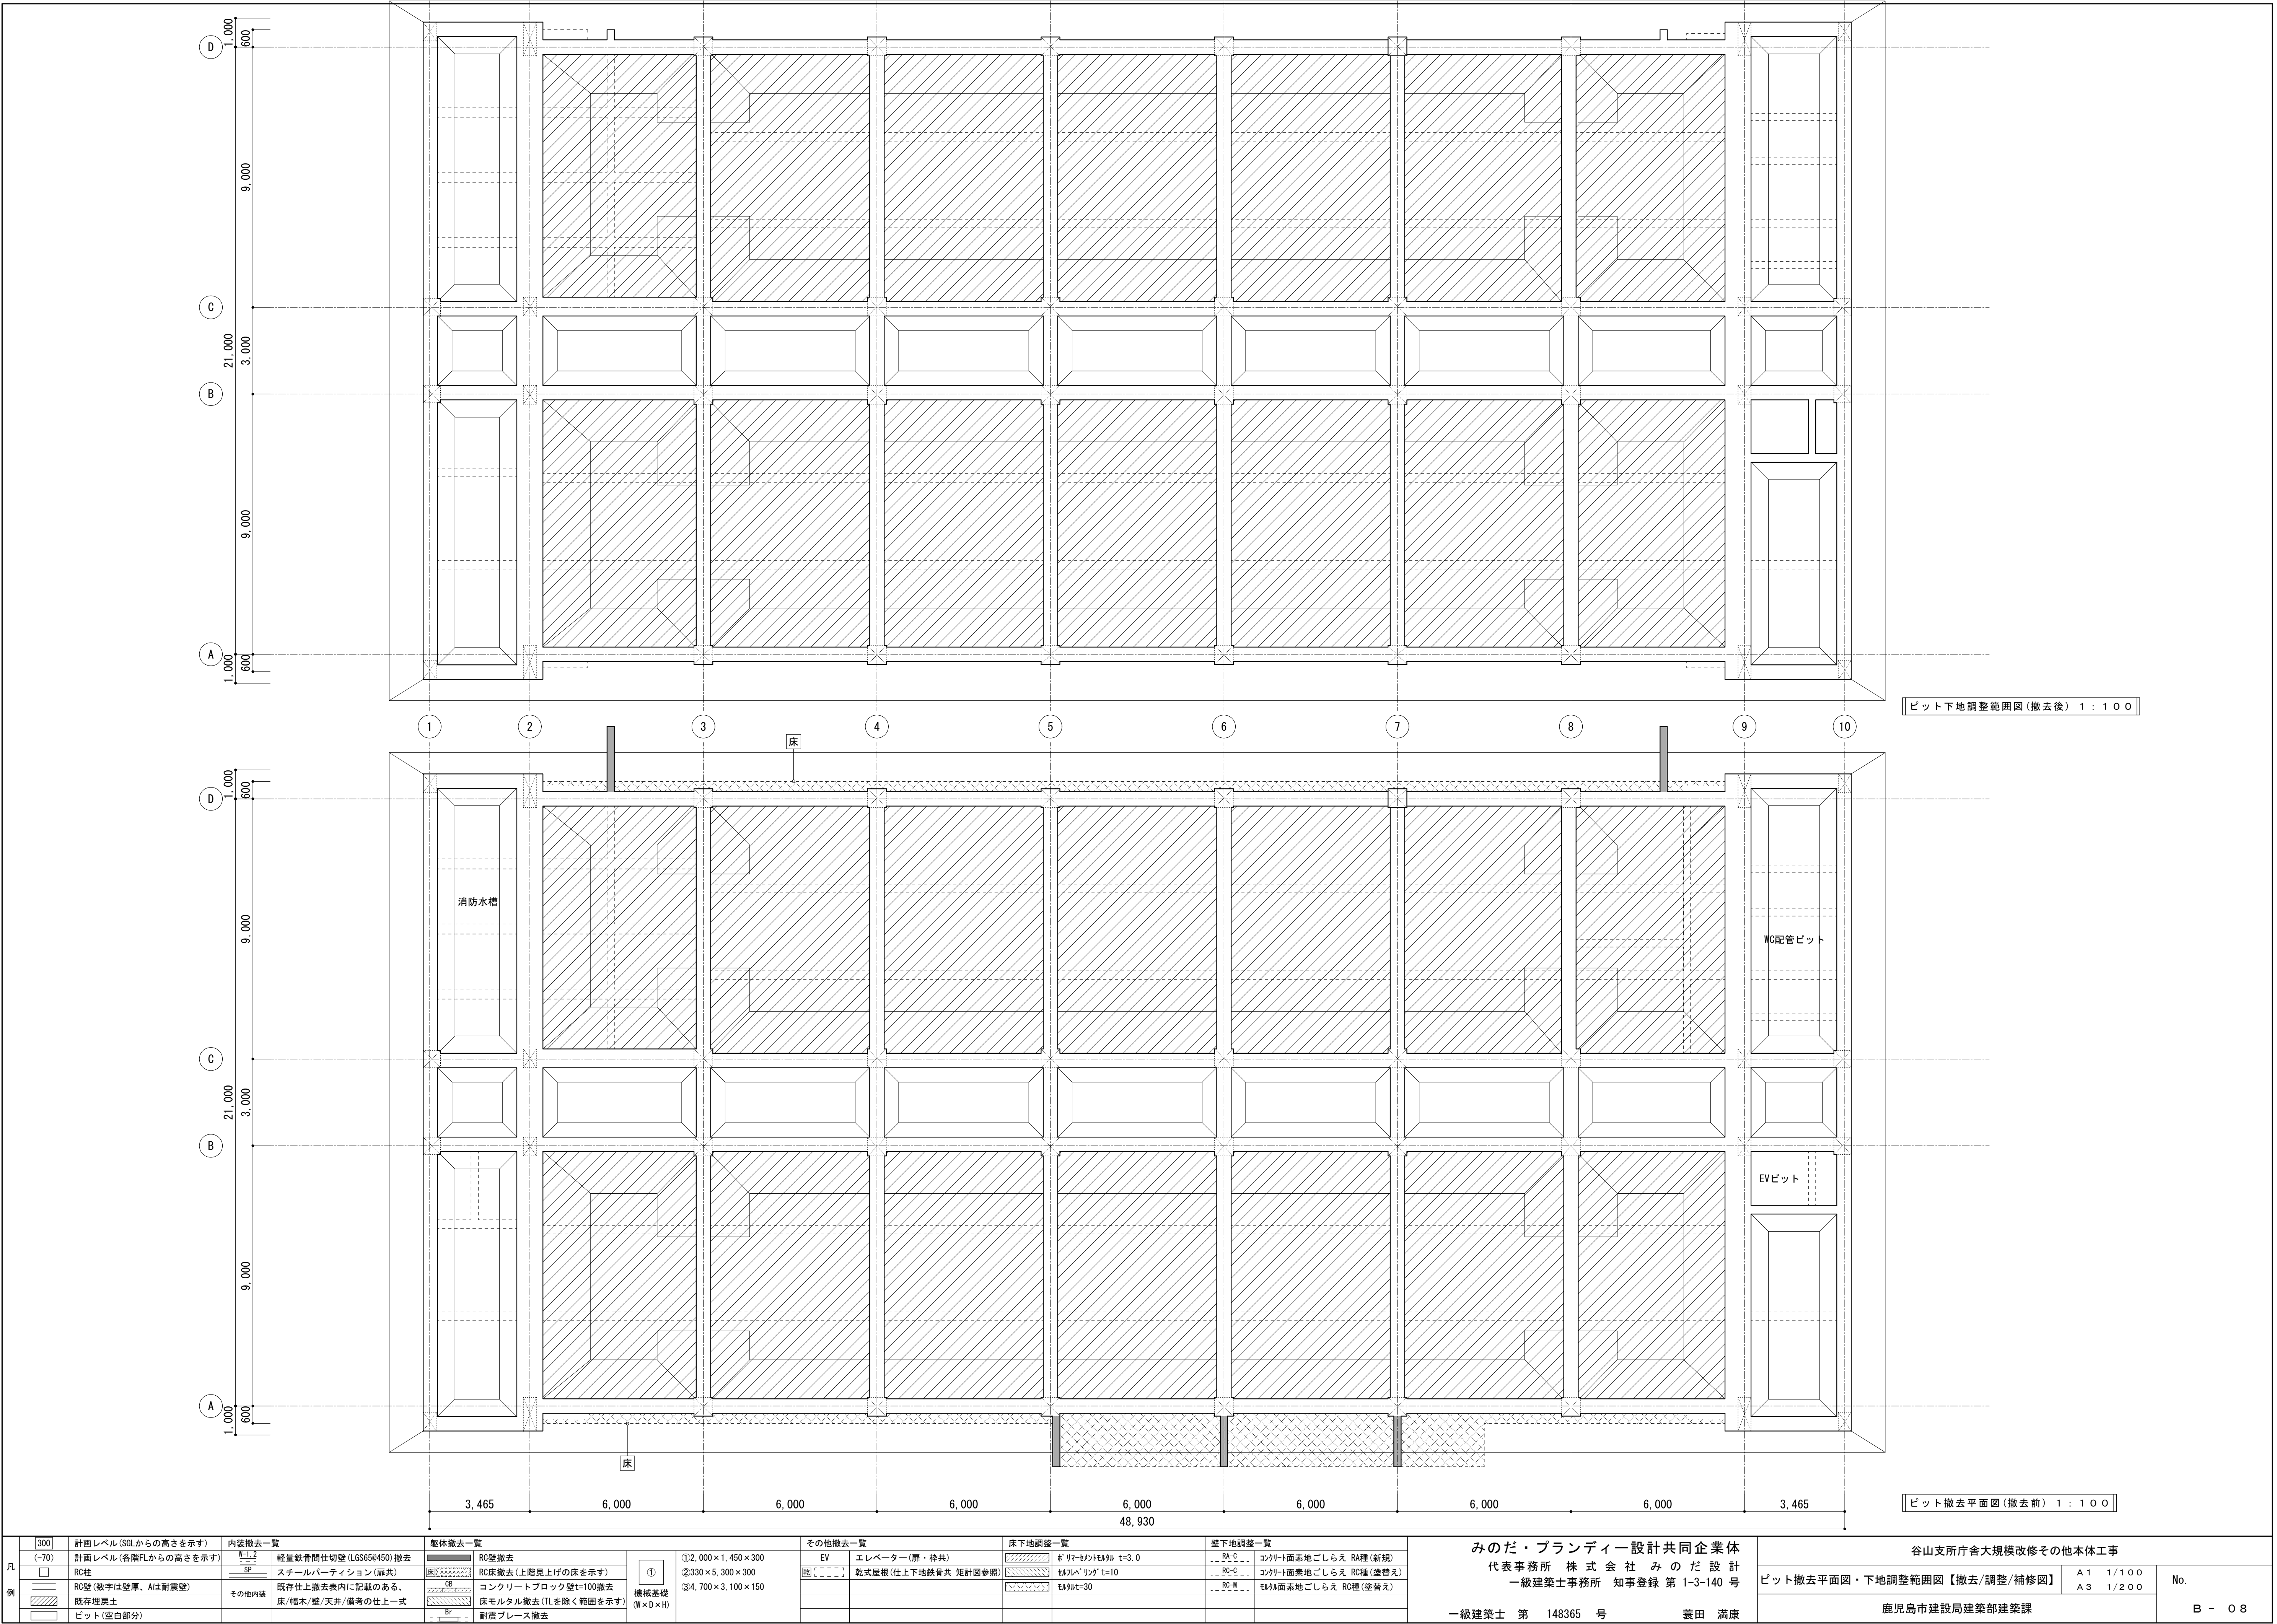 D
1,000
600
9,000
C
21,000
3,000
B
9,000
A
1,000
600
ピット下地調整範囲図(撤去後) 1:100
1
2
3
4
5
6
7
8
9
10
床
D
1,000
600
消防水槽
9,000
WC配管ピット
C
21,000
3,000
B
EVピット
9,000
A
1,000
600
床
3,465
6,000
6,000
6,000
6,000
6,000
6,000
6,000
3,465
48,930
ピット撤去平面図(撤去前) 1:100
凡例
300 計画レベル(SGLからの高さを示す)
(-70) 計画レベル(各階FLからの高さを示す)
RC柱
RC壁(数字は壁厚、Aは耐震壁)
既存埋戻土
ピット(空白部分)
内装撤去一覧
W-1,2 軽量鉄骨間仕切壁(LGS65@450)撤去
SP スチールパーティション(扉共)
その他内装 既存仕上撤去表内に記載のある、
床/幅木/壁/天井/備考の仕上一式
躯体撤去一覧
RC壁撤去
床 RC床撤去(上階見上げの床を示す)
CB コンクリートブロック壁t=100撤去
床モルタル撤去(TLを除く範囲を示す)
Br 耐震ブレース撤去
①
機械基礎
(W×D×H)
①2,000×1,450×300
②330×5,300×300
③4,700×3,100×150
その他撤去一覧
EV エレベーター(扉・枠共)
乾 乾式屋根(仕上下地鉄骨共 矩計図参照)
床下地調整一覧
ポリマーセメントモルタル t=3.0
セルフレベリング t=10
モルタルt=30
壁下地調整一覧
RA-C コンクリート面素地ごしらえ RA種(新規)
RC-C コンクリート面素地ごしらえ RC種(塗替え)
RC-M モルタル面素地ごしらえ RC種(塗替え)
みのだ・プランディー設計共同企業体
代表事務所 株式会社 みのだ設計
一級建築士事務所 知事登録 第 1-3-140 号
一級建築士 第 148365 号 蓑田 満康
谷山支所庁舎大規模改修その他本体工事
ピット撤去平面図・下地調整範囲図【撤去/調整/補修図】
A1 1/100
A3 1/200
鹿児島市建設局建築部建築課
No.
B - 08